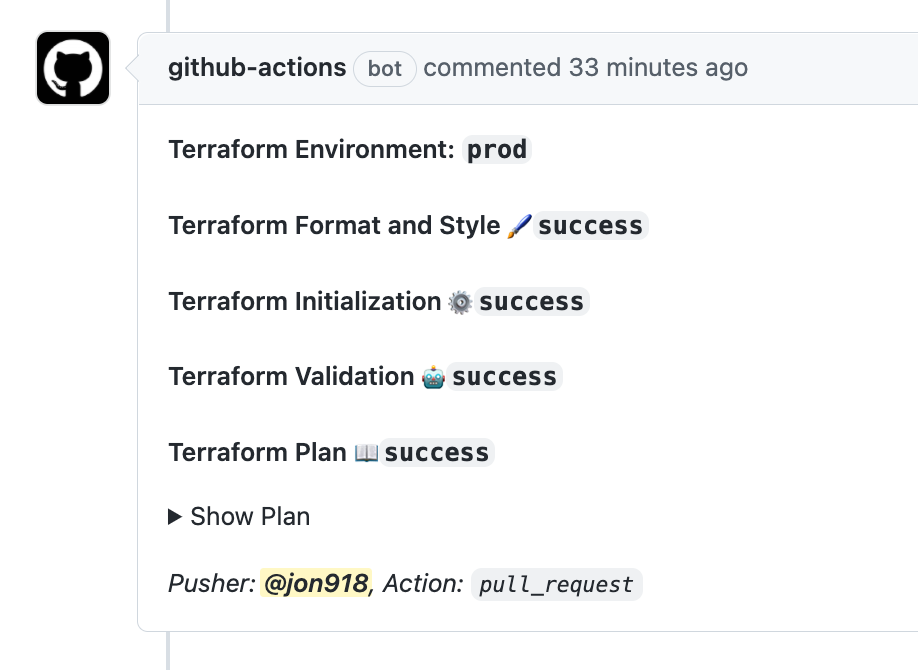 github-actions bot commented 33 minutes ago
Terraform Environment: prod
Terraform Format and Style 🖌 success
Terraform Initialization ⚙️ success
Terraform Validation 🤖 success
Terraform Plan 📖 success
▶ Show Plan
Pusher: @jon918, Action: pull_request